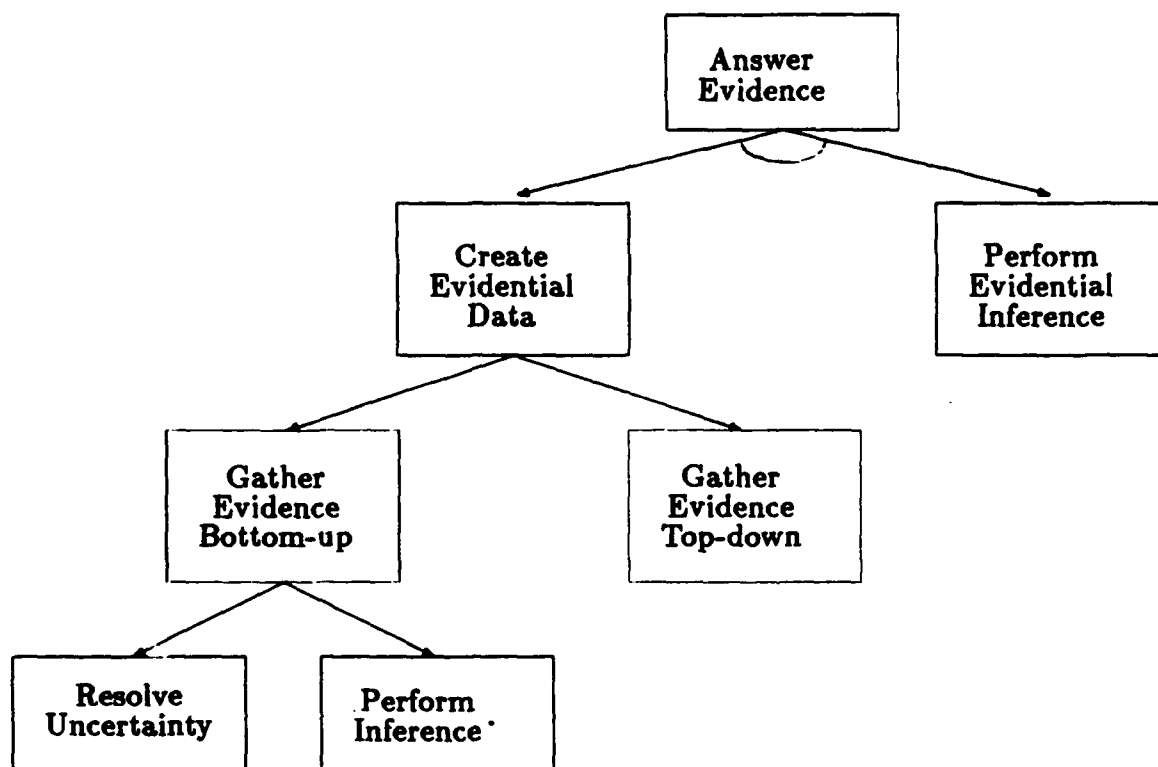 Answer
Evidence
Create
Evidential
Data
Perform
Evidential
Inference
Gather
Evidence
Bottom-up
Gather
Evidence
Top-down
Resolve
Uncertainty
Perform
Inference